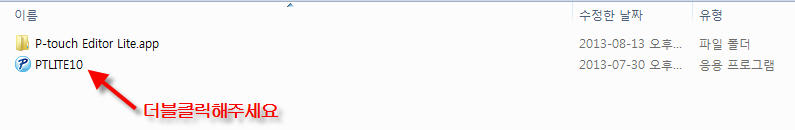 이름 수정한 날짜 유형
P-touch Editor Lite.app 2013-08-13 오후... 파일 폴더
PTLITE10 2013-07-30 오후... 응용 프로그램
더블클릭해주세요